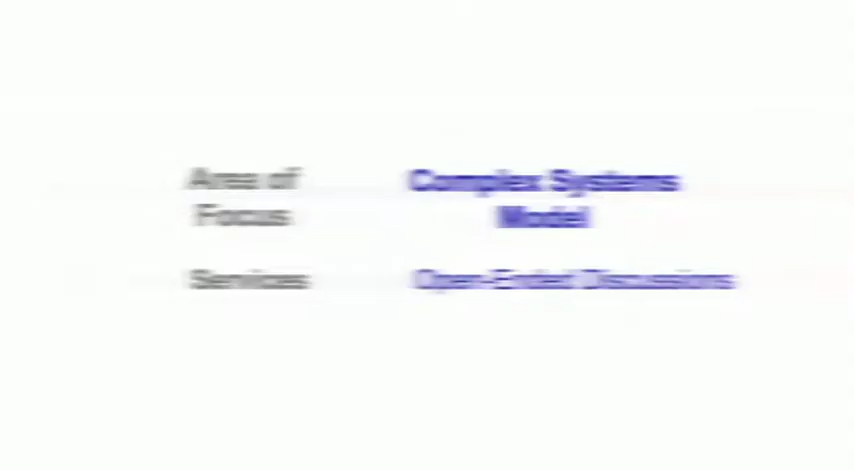 Area of
Focus
Complex Systems
Model
Services
Open-Ended Discussions